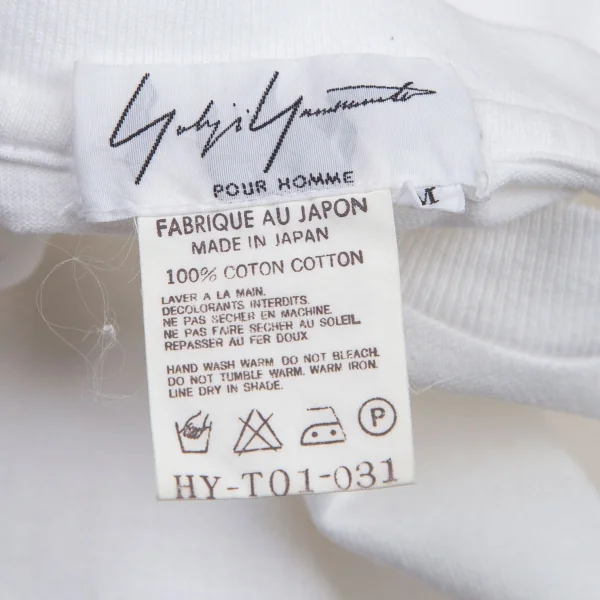 Yohji Yamamoto
POUR HOMME
M
FABRIQUE AU JAPON
MADE IN JAPAN
100% COTON COTTON
LAVER A LA MAIN.
DECOLORANTS INTERDITS.
NE PAS SECHER EN MACHINE.
NE PAS FAIRE SECHER AU SOLEIL.
REPASSER AU FER DOUX.
HAND WASH WARM DO NOT BLEACH.
DO NOT TUMBLE WARM. WARM IRON.
LINE DRY IN SHADE.
P
HY-T01-031